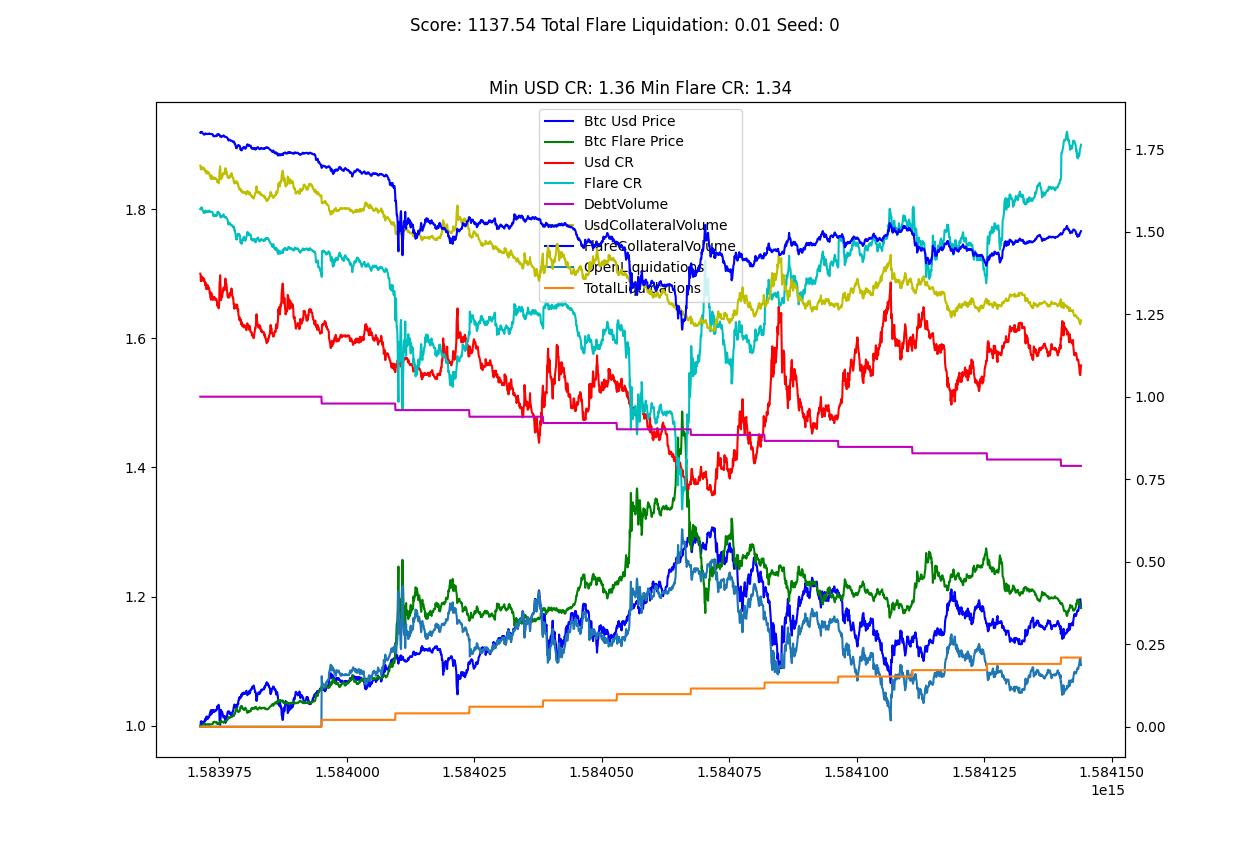 Score: 1137.54 Total Flare Liquidation: 0.01 Seed: 0
Min USD CR: 1.36 Min Flare CR: 1.34
Btc Usd Price
Btc Flare Price
Usd CR
Flare CR
DebtVolume
UsdCollateralVolume
FlareCollateralVolume
OpenLiquidations
TotalLiquidations
1.8
1.6
1.4
1.2
1.0
1.75
1.50
1.25
1.00
0.75
0.50
0.25
0.00
1.583975 1.584000 1.584025 1.584050 1.584075 1.584100 1.584125 1.584150
1e15